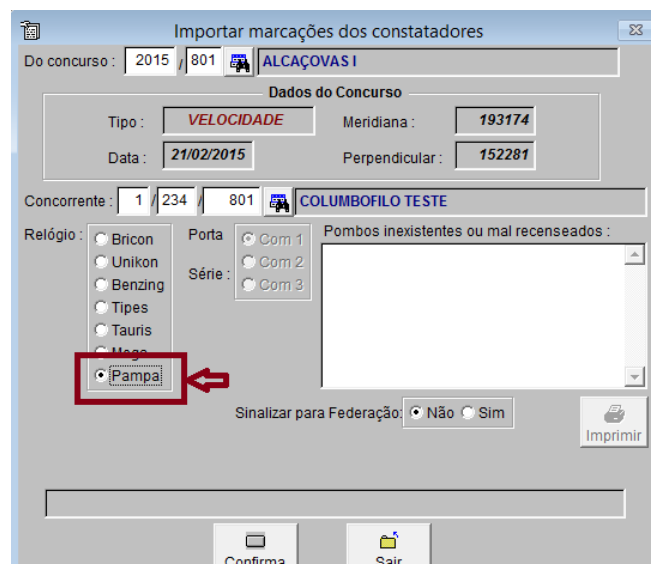 Importar marcações dos constatadores
Do concurso : 2015 / 801 ALCAÇOVAS I
Dados do Concurso
Tipo : VELOCIDADE Meridiana : 193174
Data : 21/02/2015 Perpendicular : 152281
Concorrente : 1 / 234 / 801 COLUMBOFILO TESTE
Relógio : Porta Pombos inexistentes ou mal recenseados :
Bricon Com 1
Unikon Com 2
Série :
Benzing Com 3
Tipes
Tauris
Pampa
Sinalizar para Federação: Não Sim
Imprimir
Confirma Sair